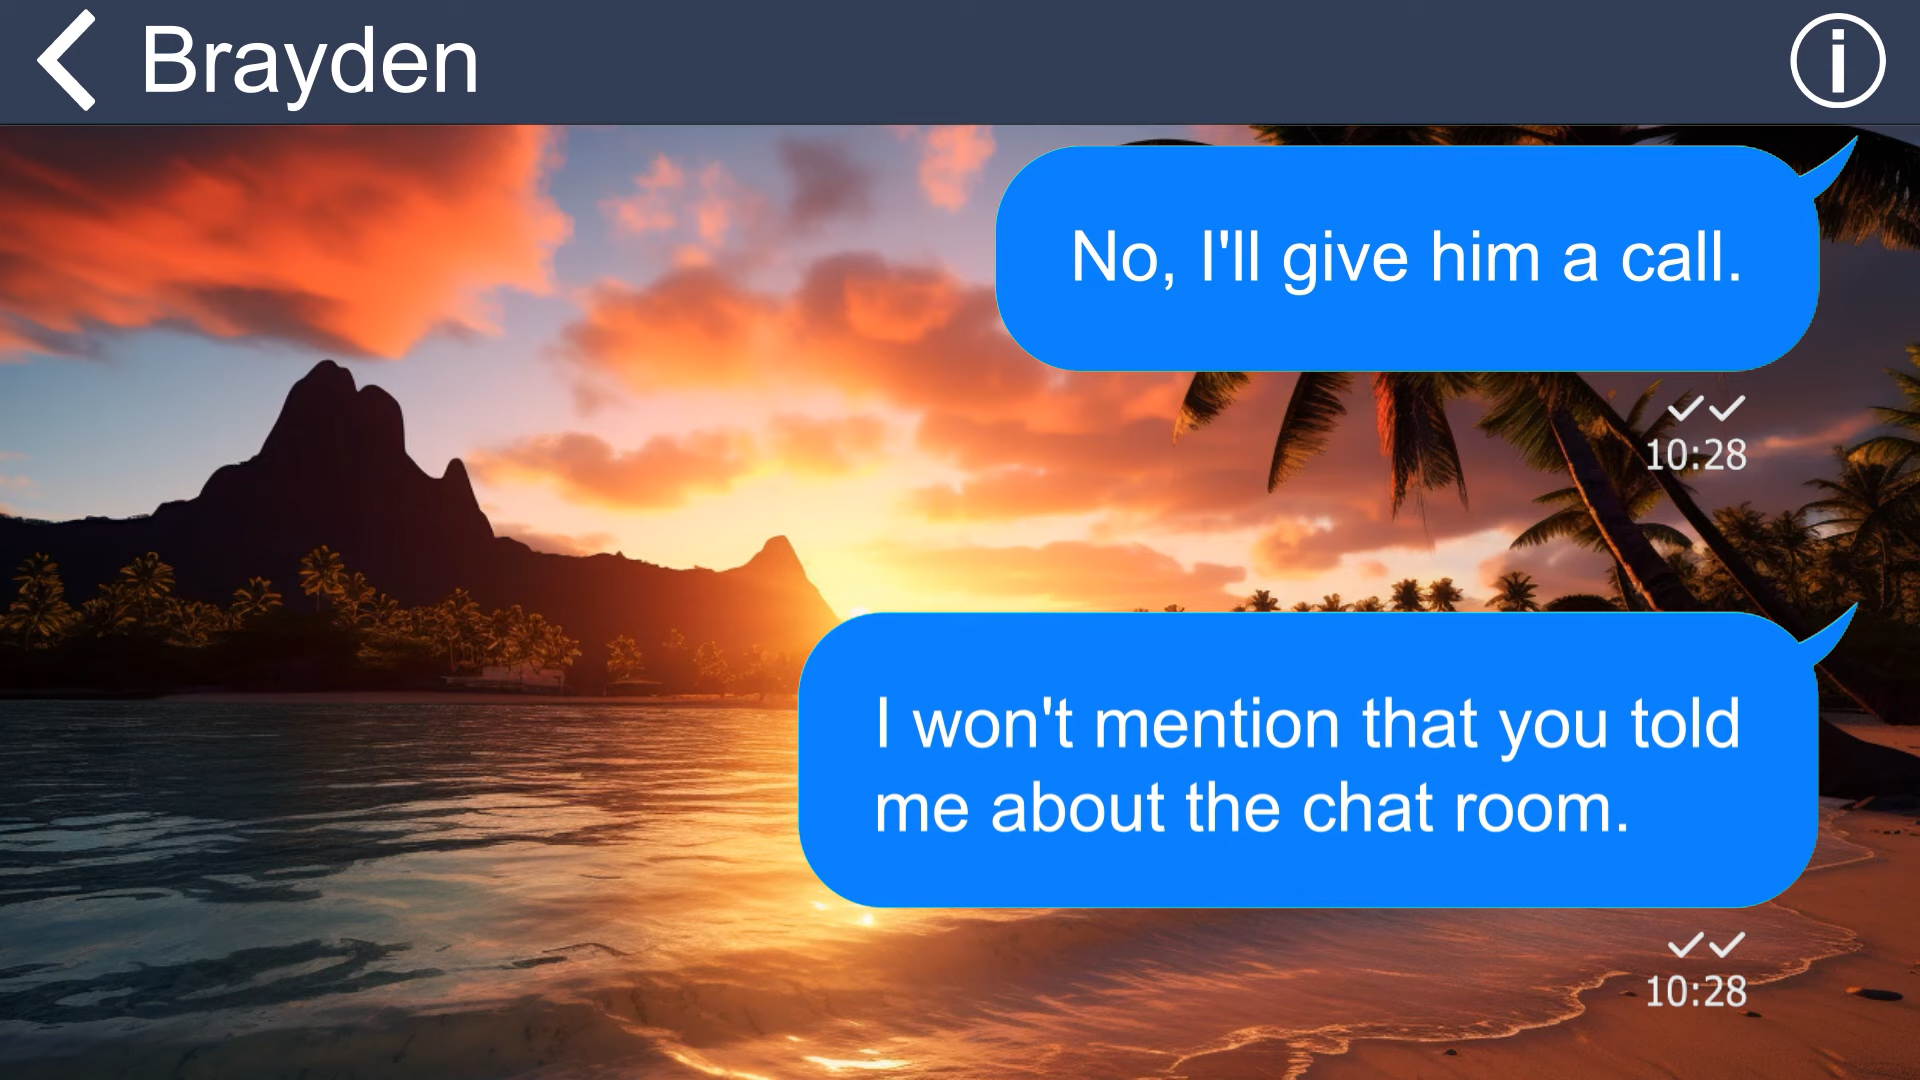 Brayden
No, I'll give him a call.
10:28
I won't mention that you told
me about the chat room.
10:28